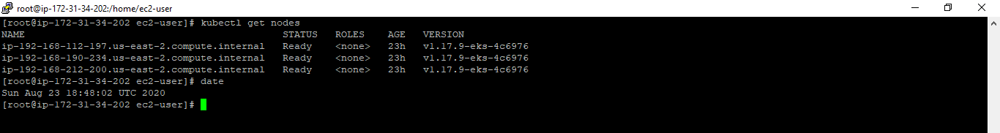 root@ip-172-31-34-202:/home/ec2-user
[root@ip-172-31-34-202 ec2-user]# kubectl get nodes
NAME                                            STATUS   ROLES    AGE   VERSION
ip-192-168-112-197.us-east-2.compute.internal   Ready    <none>   23h   v1.17.9-eks-4c6976
ip-192-168-190-234.us-east-2.compute.internal   Ready    <none>   23h   v1.17.9-eks-4c6976
ip-192-168-212-200.us-east-2.compute.internal   Ready    <none>   23h   v1.17.9-eks-4c6976
[root@ip-172-31-34-202 ec2-user]# date
Sun Aug 23 18:48:02 UTC 2020
[root@ip-172-31-34-202 ec2-user]#